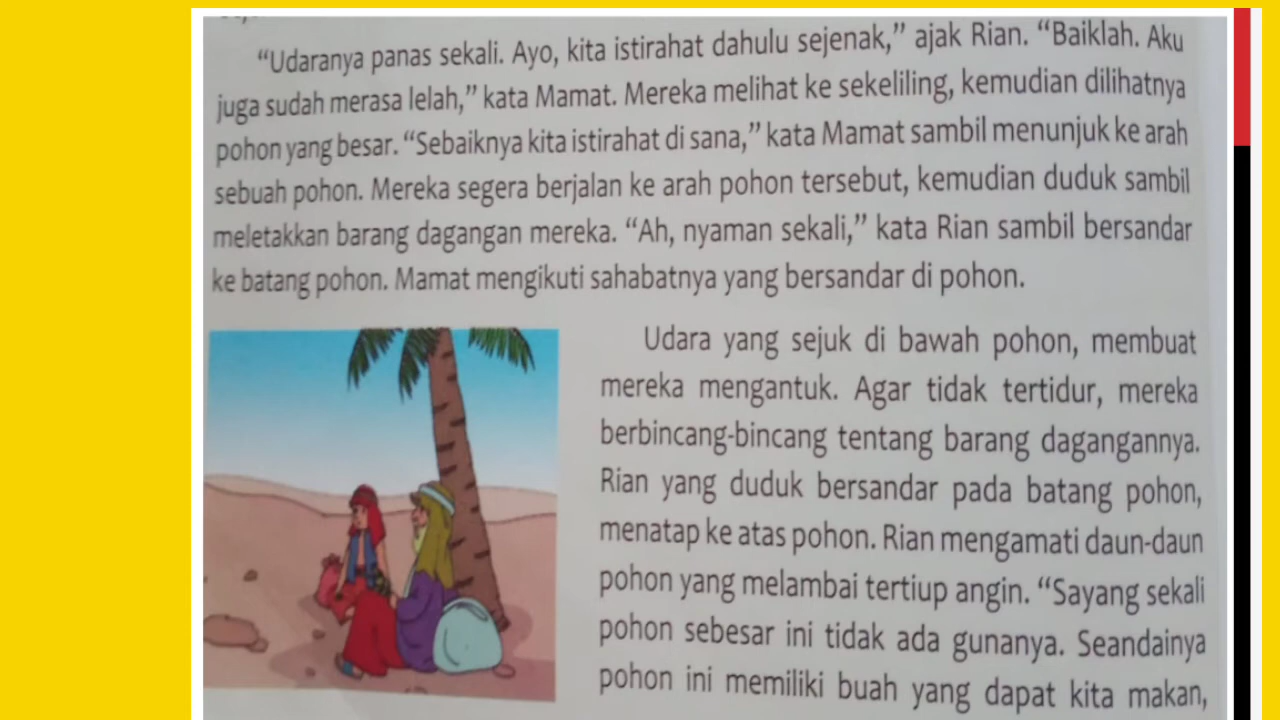 “Udaranya panas sekali. Ayo, kita istirahat dahulu sejenak,” ajak Rian. “Baiklah. Aku
juga sudah merasa lelah,” kata Mamat. Mereka melihat ke sekeliling, kemudian dilihatnya
pohon yang besar. “Sebaiknya kita istirahat di sana,” kata Mamat sambil menunjuk ke arah
sebuah pohon. Mereka segera berjalan ke arah pohon tersebut, kemudian duduk sambil
meletakkan barang dagangan mereka. “Ah, nyaman sekali,” kata Rian sambil bersandar
ke batang pohon. Mamat mengikuti sahabatnya yang bersandar di pohon.
Udara yang sejuk di bawah pohon, membuat
mereka mengantuk. Agar tidak tertidur, mereka
berbincang-bincang tentang barang dagangannya.
Rian yang duduk bersandar pada batang pohon,
menatap ke atas pohon. Rian mengamati daun-daun
pohon yang melambai tertiup angin. “Sayang sekali
pohon sebesar ini tidak ada gunanya. Seandainya
pohon ini memiliki buah yang dapat kita makan,